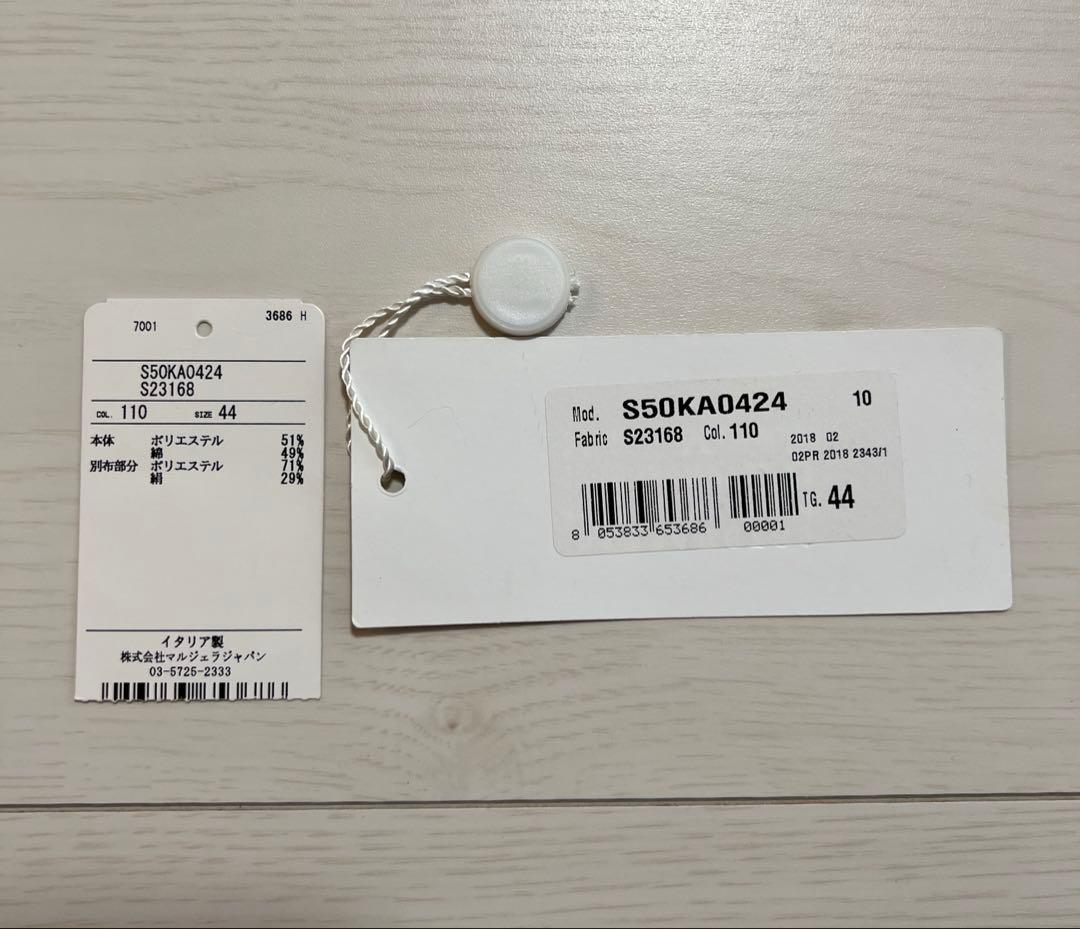 7001 3686 H
S50KA0424
S23168
COL. 110 SIZE 44
本体 ポリエステル 51%
綿 49%
別布部分 ポリエステル 71%
絹 29%
イタリア製
株式会社マルジェラジャパン
03-5725-2333
Mod. S50KA0424 10
Fabric S23168 Col. 110
2018 02
02PR 2018 2343/1
TG. 44
8 053833 653686 00001